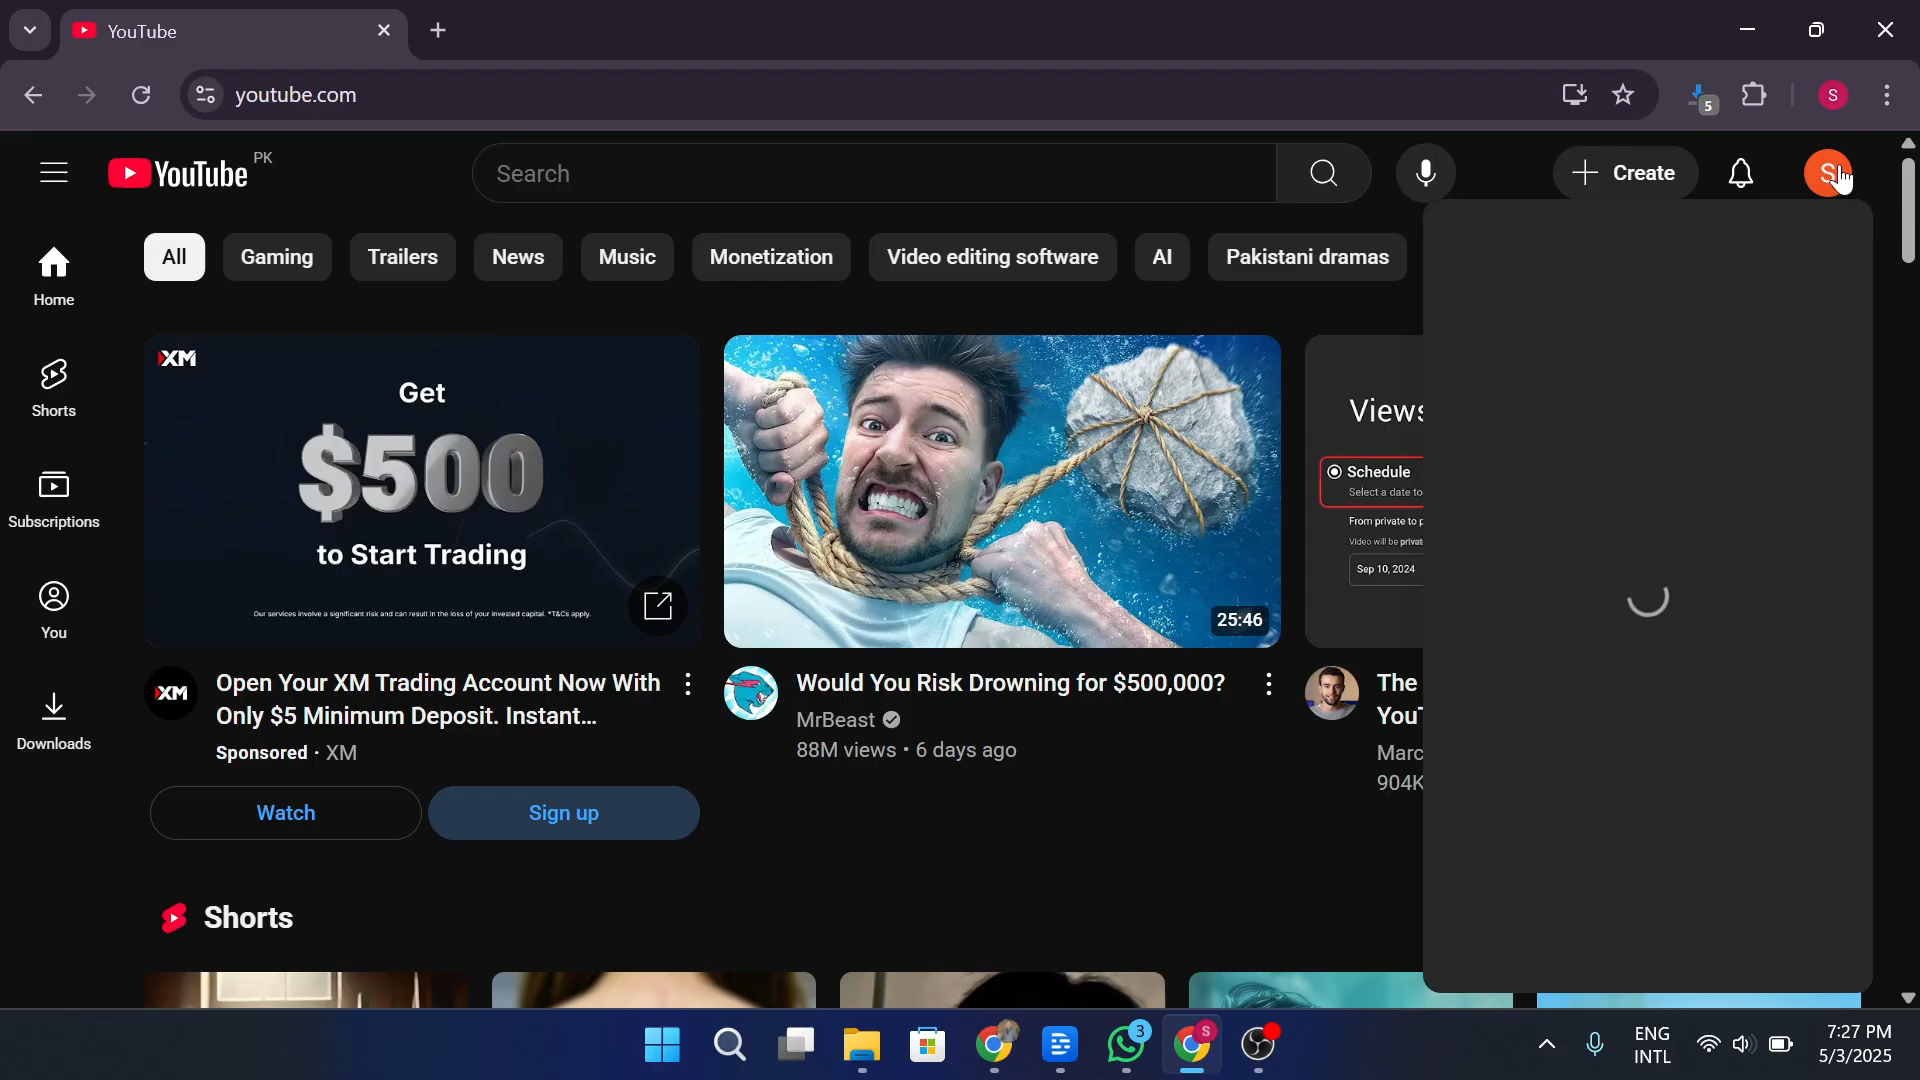 YouTube
youtube.com
5
S
YouTube PK
Search
Create
S
All
Gaming
Trailers
News
Music
Monetization
Video editing software
AI
Pakistani dramas
Home
Shorts
Subscriptions
You
Downloads
XM
Get
$500
to Start Trading
Our services involve a significant risk and can result in the loss of your invested capital. *T&Cs apply.
XM
Open Your XM Trading Account Now With
Only $5 Minimum Deposit. Instant...
Sponsored · XM
Watch
Sign up
25:46
Would You Risk Drowning for $500,000?
MrBeast
88M views • 6 days ago
Views
Schedule
Select a date to
From private to p
Video will be privat
Sep 10, 2024
The
You
Marc
904K
Shorts
3
S
ENG
INTL
7:27 PM
5/3/2025